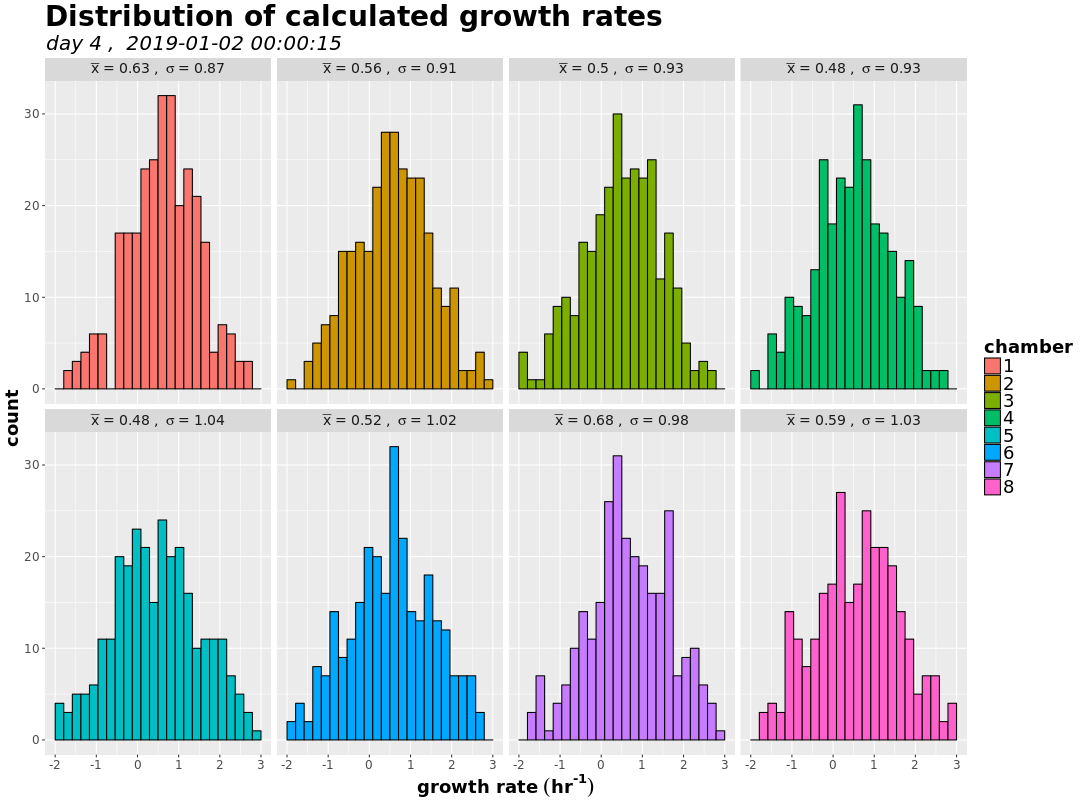 Distribution of calculated growth rates
day 4 ,  2019-01-02 00:00:15
x̅ = 0.63 ,  σ = 0.87
x̅ = 0.56 ,  σ = 0.91
x̅ = 0.5 ,  σ = 0.93
x̅ = 0.48 ,  σ = 0.93
30
20
10
0
x̅ = 0.48 ,  σ = 1.04
x̅ = 0.52 ,  σ = 1.02
x̅ = 0.68 ,  σ = 0.98
x̅ = 0.59 ,  σ = 1.03
30
20
10
0
-2 -1 0 1 2 3
-2 -1 0 1 2 3
-2 -1 0 1 2 3
-2 -1 0 1 2 3
count
growth rate (hr⁻¹)
chamber
1
2
3
4
5
6
7
8